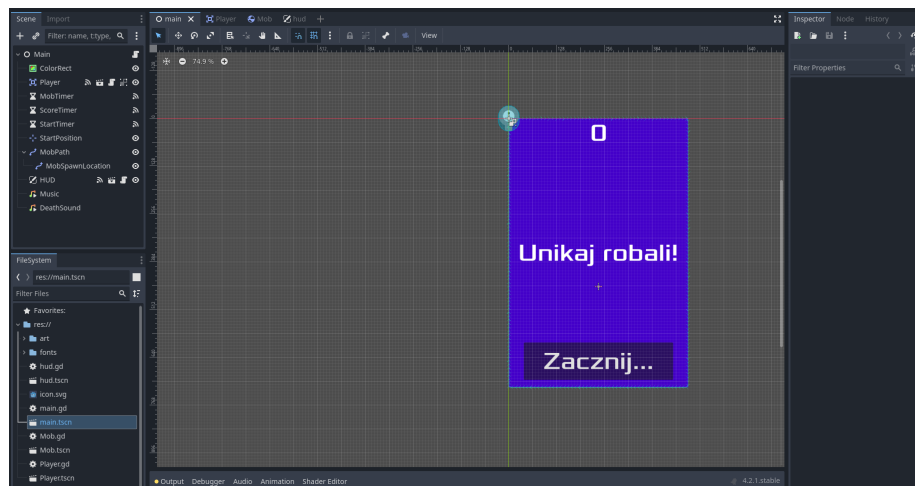 Scene Import
main Player Mob hud
Inspector Node History
Filter: name, t:type,
View
Main
ColorRect
Player
MobTimer
ScoreTimer
StartTimer
StartPosition
MobPath
MobSpawnLocation
HUD
Music
DeathSound
74.9 %
Filter Properties
0
Unikaj robali!
Zacznij...
FileSystem
res://main.tscn
Filter Files
Favorites:
res://
art
fonts
hud.gd
hud.tscn
icon.svg
main.gd
main.tscn
Mob.gd
Mob.tscn
Player.gd
Player.tscn
Output Debugger Audio Animation Shader Editor
4.2.1.stable